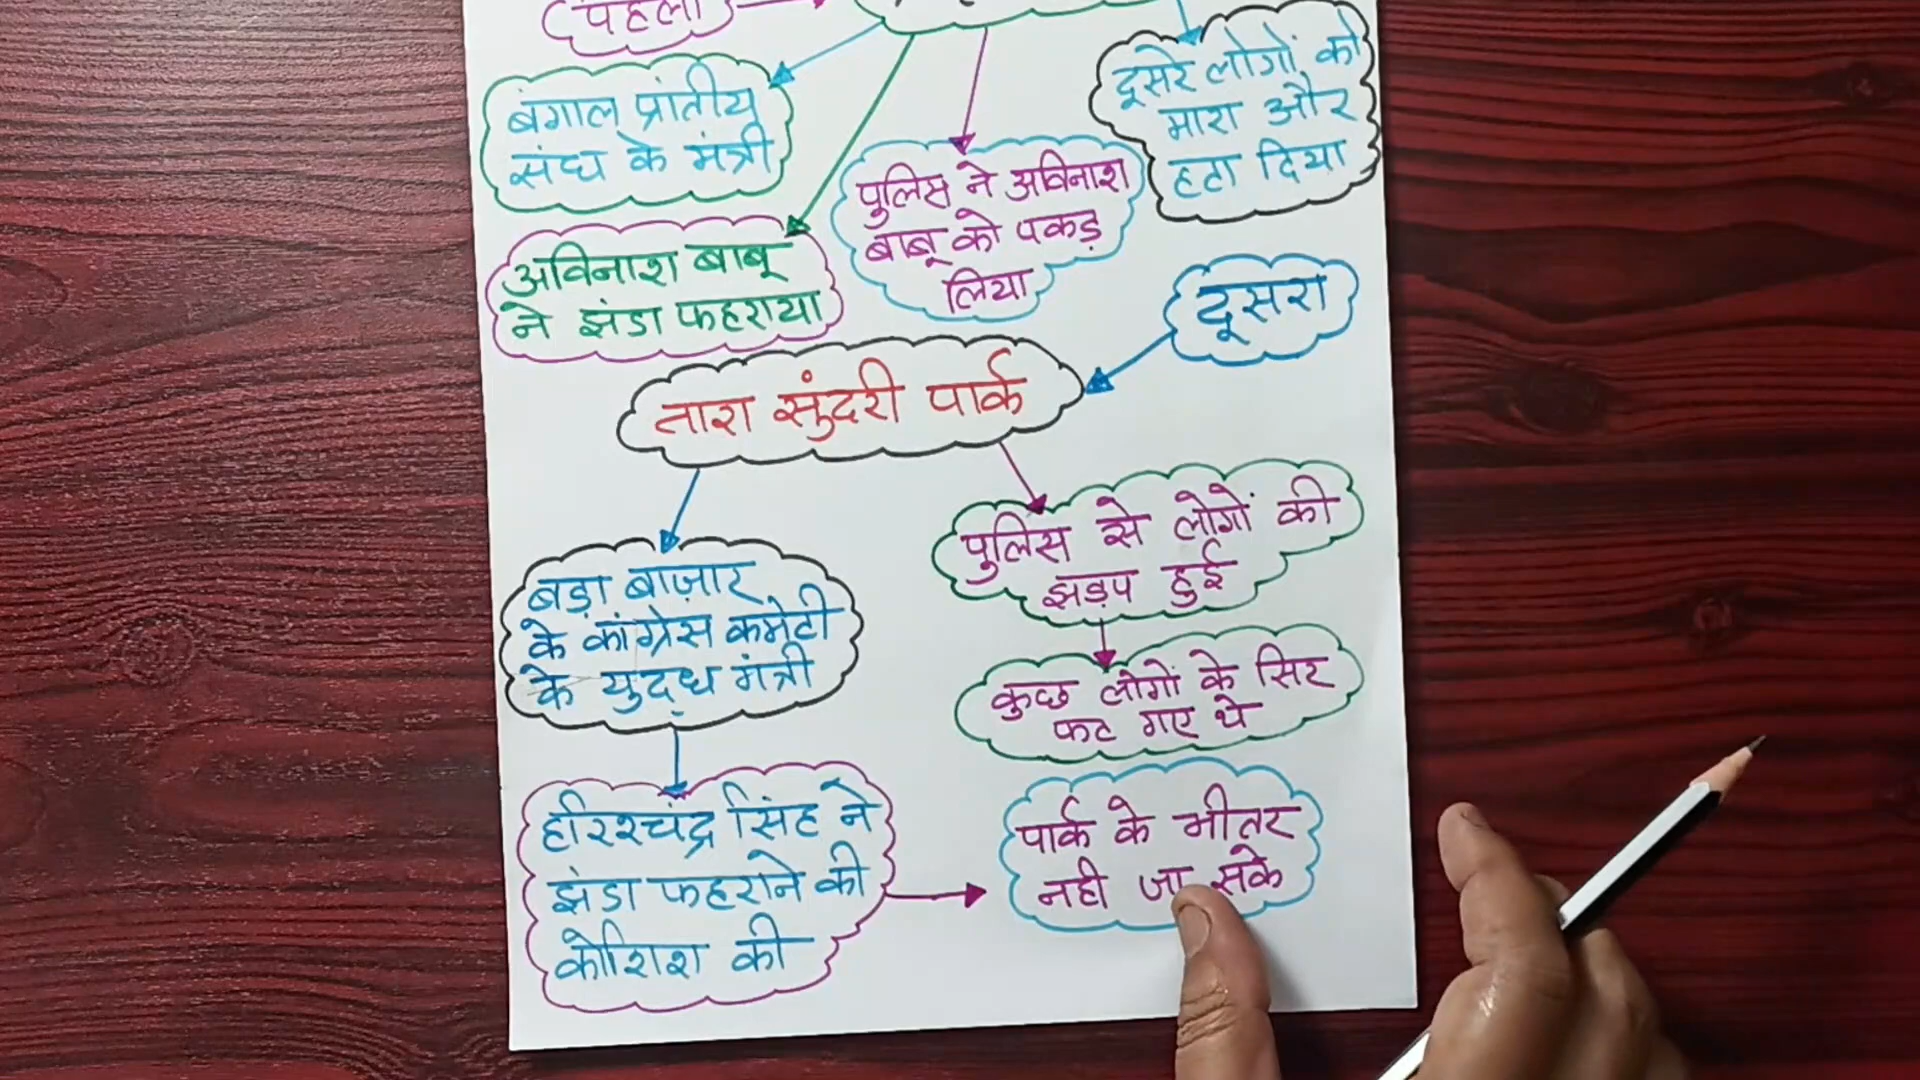 पहला
बंगाल प्रांतीय
संघ के मंत्री
दूसरे लोगों को
मारा और
हटा दिया
पुलिस ने अविनाश
बाबू को पकड़
लिया
अविनाश बाबू
ने झंडा फहराया
दूसरा
तारा सुंदरी पार्क
बड़ा बाज़ार
के कांग्रेस कमेटी
के युद्ध मंत्री
पुलिस से लोगों की
झड़प हुई
कुछ लोगों के सिर
फट गए थे
हरिश्चंद्र सिंह ने
झंडा फहराने की
कोशिश की
पार्क के भीतर
नही जा सके